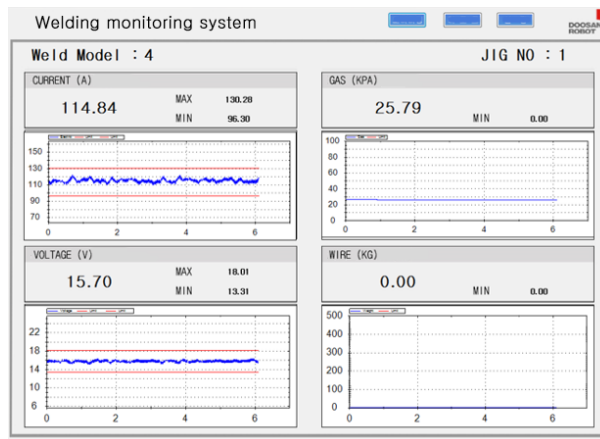 Welding monitoring system
DOOSAN
ROBOT
Weld Model : 4
JIG NO : 1
CURRENT (A)
114.84
MAX 130.28
MIN 96.30
150
130
110
90
70
0 2 4 6
GAS (KPA)
25.79
MIN 0.00
100
80
60
40
20
0
0 2 4 6
VOLTAGE (V)
15.70
MAX 18.01
MIN 13.31
22
18
14
10
6
0 2 4 6
WIRE (KG)
0.00
MIN 0.00
500
400
300
200
100
0
0 2 4 6